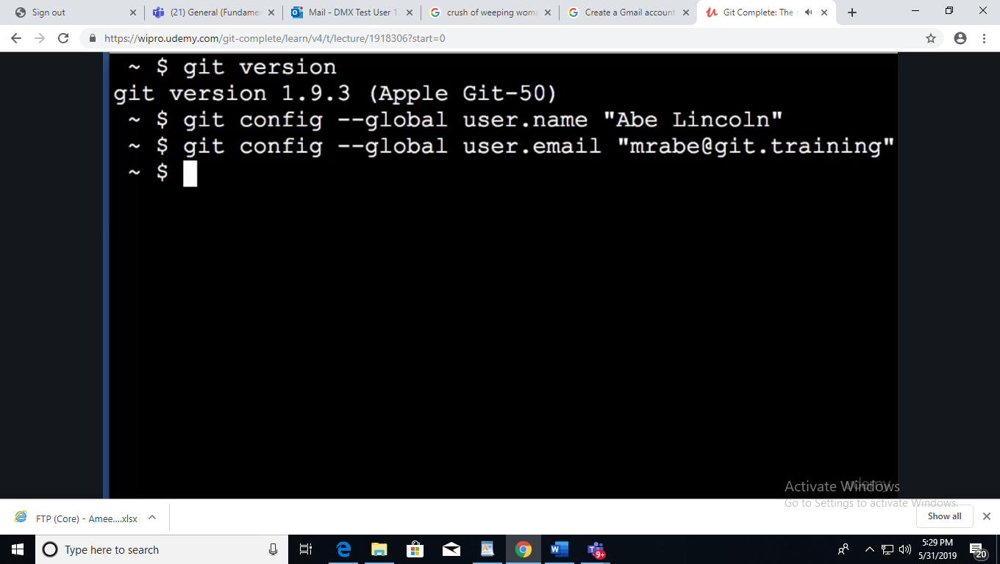 Sign out
(21) General (Fundamer
Mail - DMX Test User 1
crush of weeping woma
Create a Gmail account
Git Complete: The
https://wipro.udemy.com/git-complete/learn/v4/t/lecture/1918306?start=0
~ $ git version
git version 1.9.3 (Apple Git-50)
~ $ git config --global user.name "Abe Lincoln"
~ $ git config --global user.email "mrabe@git.training"
~ $
udemy
Activate Windows
Go to Settings to activate Windows.
FTP (Core) - Amee....xlsx
Show all
Type here to search
9+
5:29 PM
5/31/2019
20